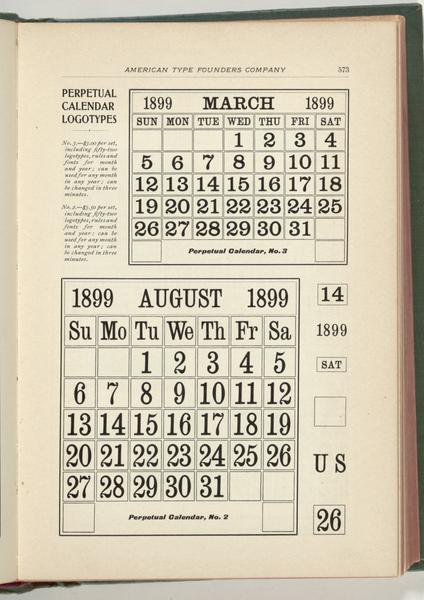 AMERICAN TYPE FOUNDERS COMPANY 573
PERPETUAL
CALENDAR
LOGOTYPES
No. 3.—$3.00 per set,
including fifty-two
logotypes, rules and
fonts for month
and year; can be
used for any month
in any year; can
be changed in three
minutes.
No. 2.—$3.50 per set,
including fifty-two
logotypes, rules and
fonts for month
and year; can be
used for any month
in any year; can
be changed in three
minutes.
1899 MARCH 1899
SUN MON TUE WED THU FRI SAT
1 2 3 4
5 6 7 8 9 10 11
12 13 14 15 16 17 18
19 20 21 22 23 24 25
26 27 28 29 30 31
Perpetual Calendar, No. 3
1899 AUGUST 1899
Su Mo Tu We Th Fr Sa
1 2 3 4 5
6 7 8 9 10 11 12
13 14 15 16 17 18 19
20 21 22 23 24 25 26
27 28 29 30 31
Perpetual Calendar, No. 2
14
1899
SAT
U S
26